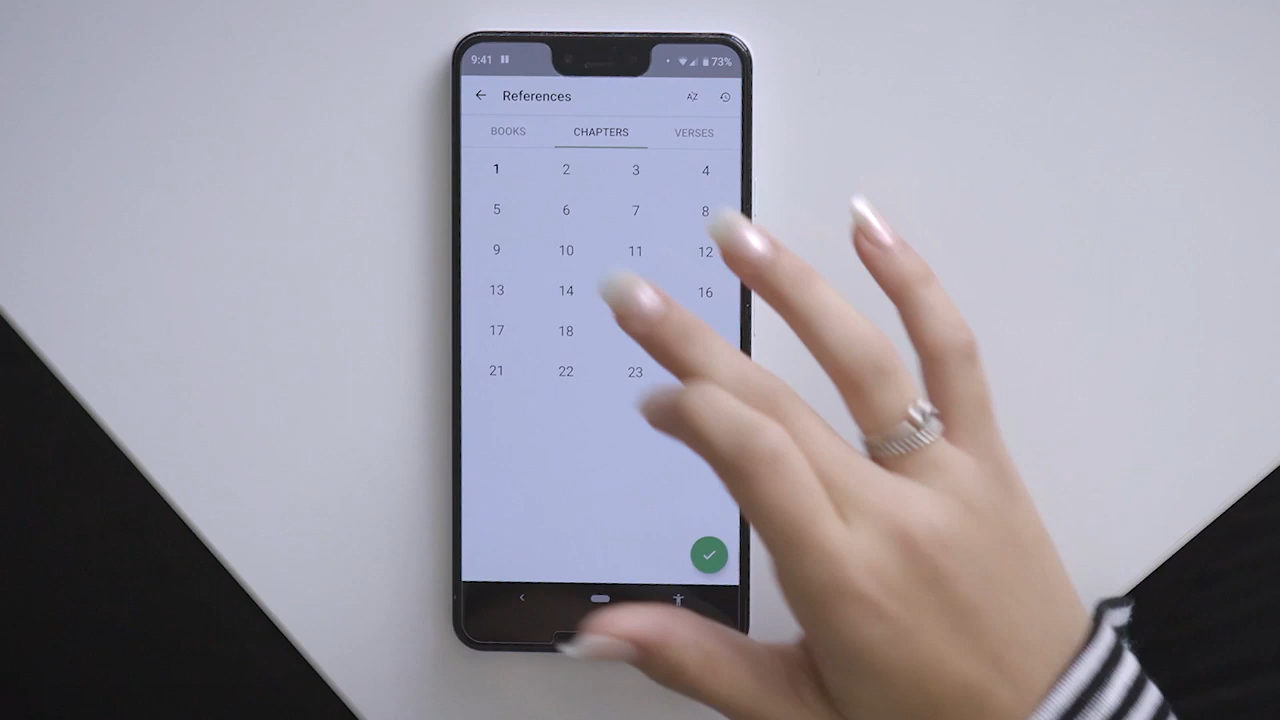 9:41 73%
References AZ
BOOKS CHAPTERS VERSES
1 2 3 4
5 6 7 8
9 10 11 12
13 14 16
17 18
21 22 23